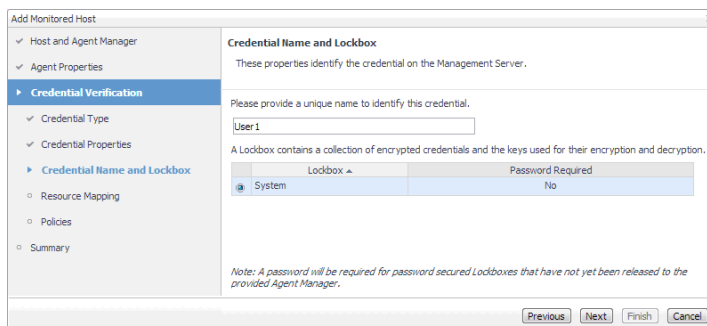 Add Monitored Host
Host and Agent Manager
Agent Properties
Credential Verification
Credential Type
Credential Properties
Credential Name and Lockbox
Resource Mapping
Policies
Summary
Credential Name and Lockbox
These properties identify the credential on the Management Server.
Please provide a unique name to identify this credential.
User1
A Lockbox contains a collection of encrypted credentials and the keys used for their encryption and decryption.
Lockbox Password Required
System No
Note: A password will be required for password secured Lockboxes that have not yet been released to the
provided Agent Manager.
Previous Next Finish Cancel